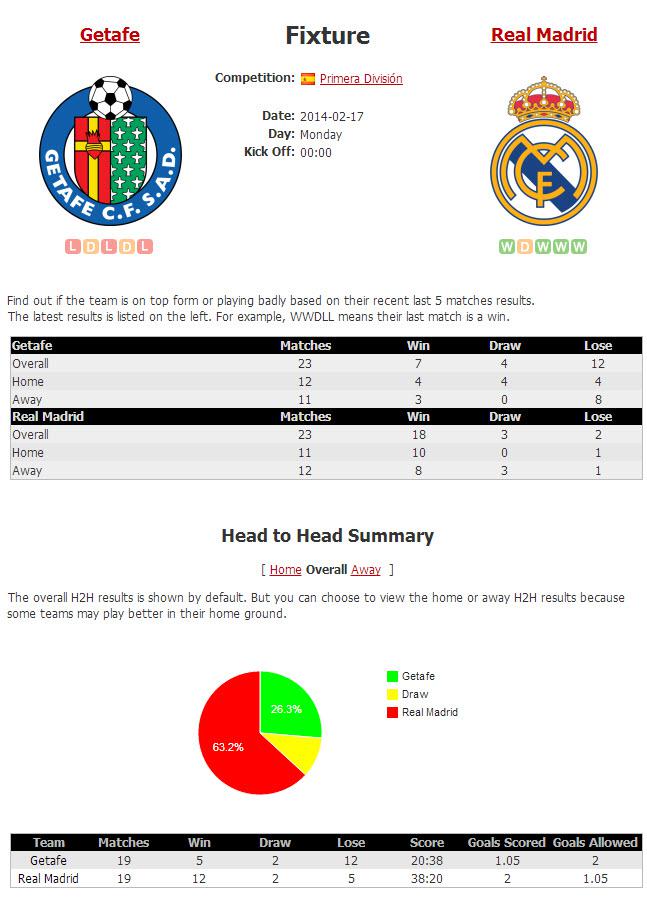 Getafe
Fixture
Real Madrid
Competition: Primera División
Date: 2014-02-17
Day: Monday
Kick Off: 00:00
GETAFE C.F. S.A.D.
L D L D L
W D W W W
Find out if the team is on top form or playing badly based on their recent last 5 matches results.
The latest results is listed on the left. For example, WWDLL means their last match is a win.
Getafe Matches Win Draw Lose
Overall 23 7 4 12
Home 12 4 4 4
Away 11 3 0 8
Real Madrid Matches Win Draw Lose
Overall 23 18 3 2
Home 11 10 0 1
Away 12 8 3 1
Head to Head Summary
[ Home Overall Away ]
The overall H2H results is shown by default. But you can choose to view the home or away H2H results because
some teams may play better in their home ground.
Getafe
Draw
Real Madrid
26.3%
63.2%
Team Matches Win Draw Lose Score Goals Scored Goals Allowed
Getafe 19 5 2 12 20:38 1.05 2
Real Madrid 19 12 2 5 38:20 2 1.05